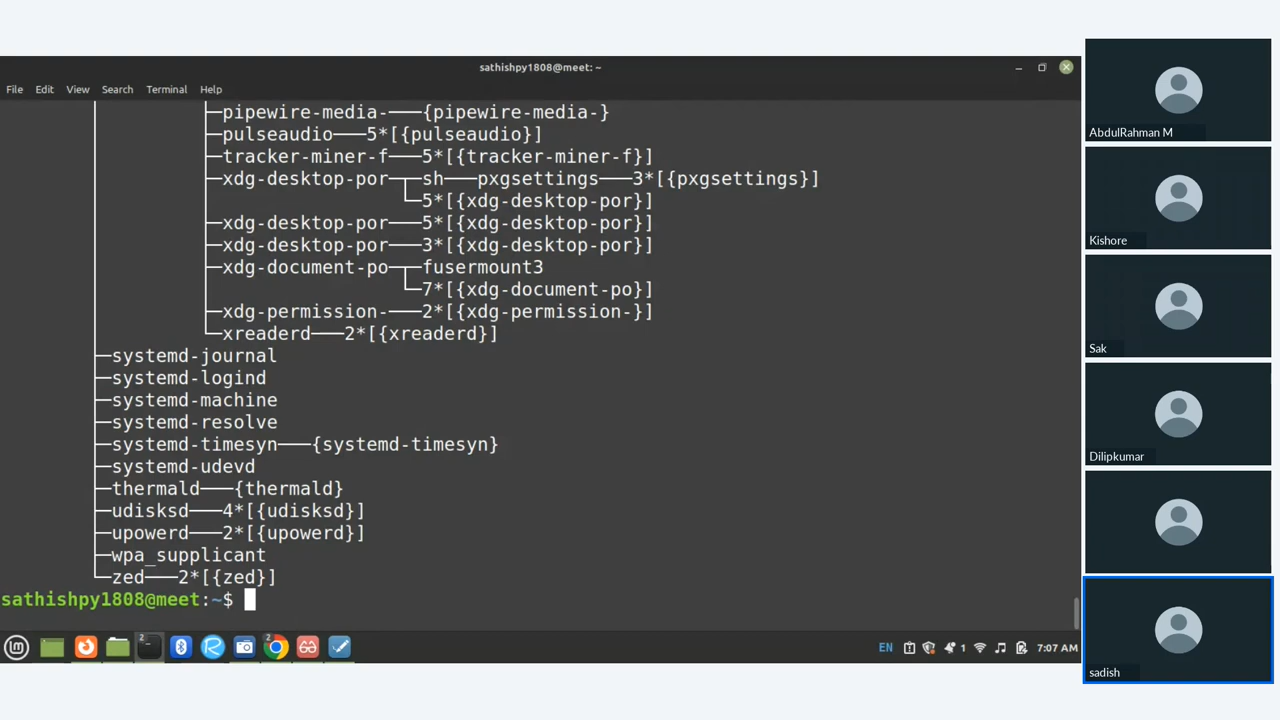 sathishpy1808@meet: ~
File Edit View Search Terminal Help
├─pipewire-media-───{pipewire-media-}
├─pulseaudio───5*[{pulseaudio}]
├─tracker-miner-f───5*[{tracker-miner-f}]
├─xdg-desktop-por─┬─sh───pxgsettings───3*[{pxgsettings}]
└─5*[{xdg-desktop-por}]
├─xdg-desktop-por───5*[{xdg-desktop-por}]
├─xdg-desktop-por───3*[{xdg-desktop-por}]
├─xdg-document-po─┬─fusermount3
└─7*[{xdg-document-po}]
├─xdg-permission-───2*[{xdg-permission-}]
└─xreaderd───2*[{xreaderd}]
├─systemd-journal
├─systemd-logind
├─systemd-machine
├─systemd-resolve
├─systemd-timesyn───{systemd-timesyn}
├─systemd-udevd
├─thermald───{thermald}
├─udisksd───4*[{udisksd}]
├─upowerd───2*[{upowerd}]
├─wpa_supplicant
└─zed───2*[{zed}]
sathishpy1808@meet:~$
2
2
EN 1 7:07 AM
AbdulRahman M
Kishore
Sak
Dilipkumar
sadish